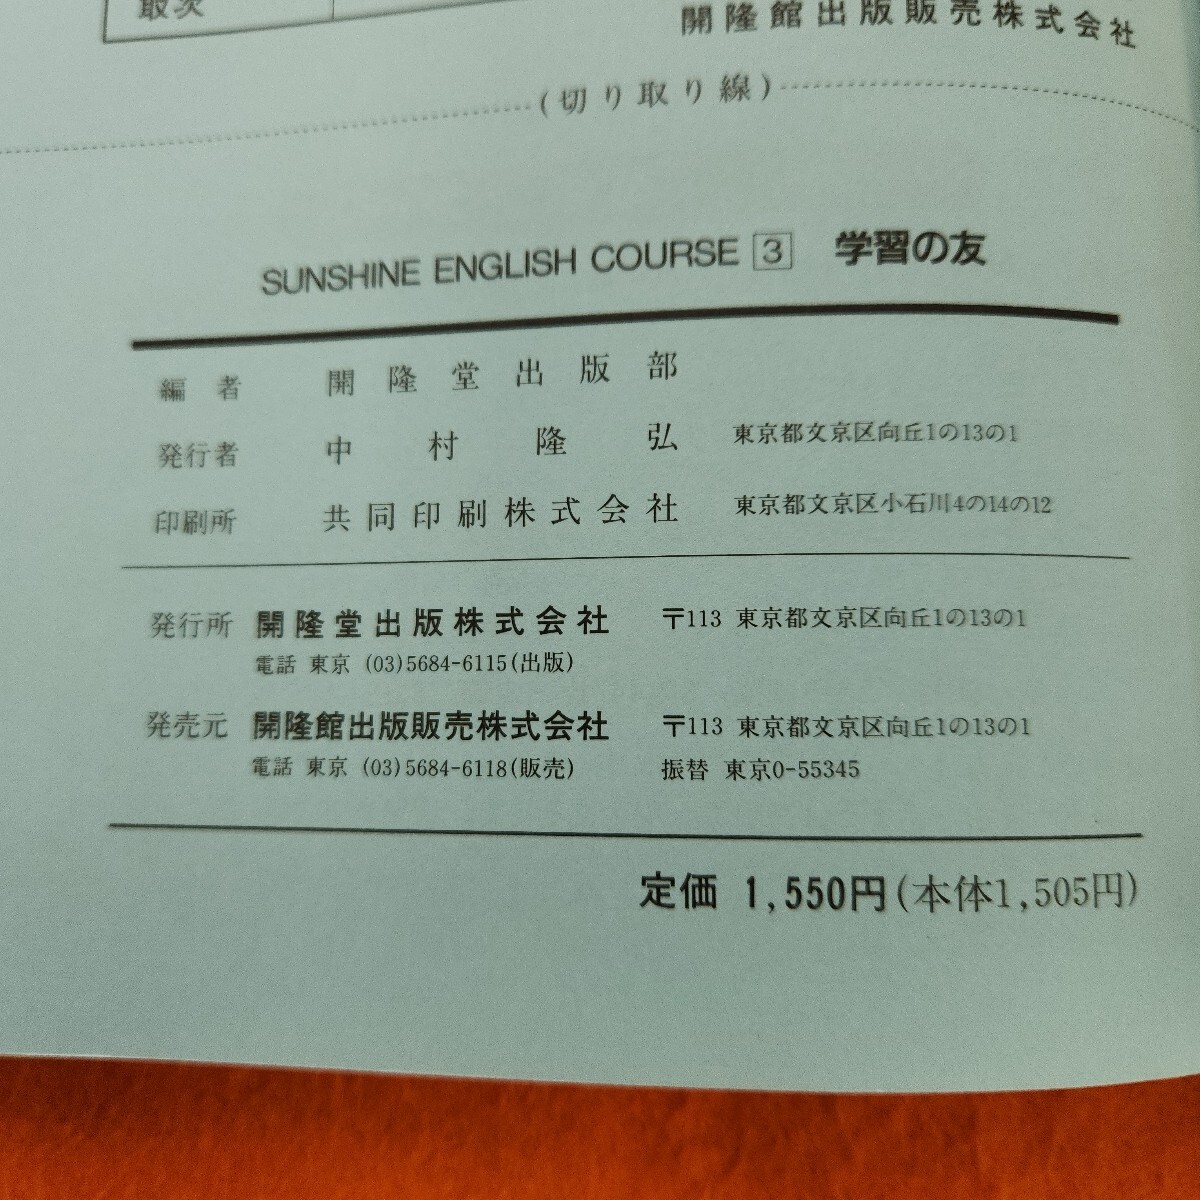 取次
開隆館出版販売株式会社
(切り取り線)
SUNSHINE ENGLISH COURSE 3 学習の友
編者 開隆堂出版部
発行者 中村隆弘 東京都文京区向丘1の13の1
印刷所 共同印刷株式会社 東京都文京区小石川4の14の12
発行所 開隆堂出版株式会社 〒113 東京都文京区向丘1の13の1
電話 東京 (03)5684-6115(出版)
発売元 開隆館出版販売株式会社 〒113 東京都文京区向丘1の13の1
電話 東京 (03)5684-6118(販売) 振替 東京0-55345
定価 1,550円(本体1,505円)